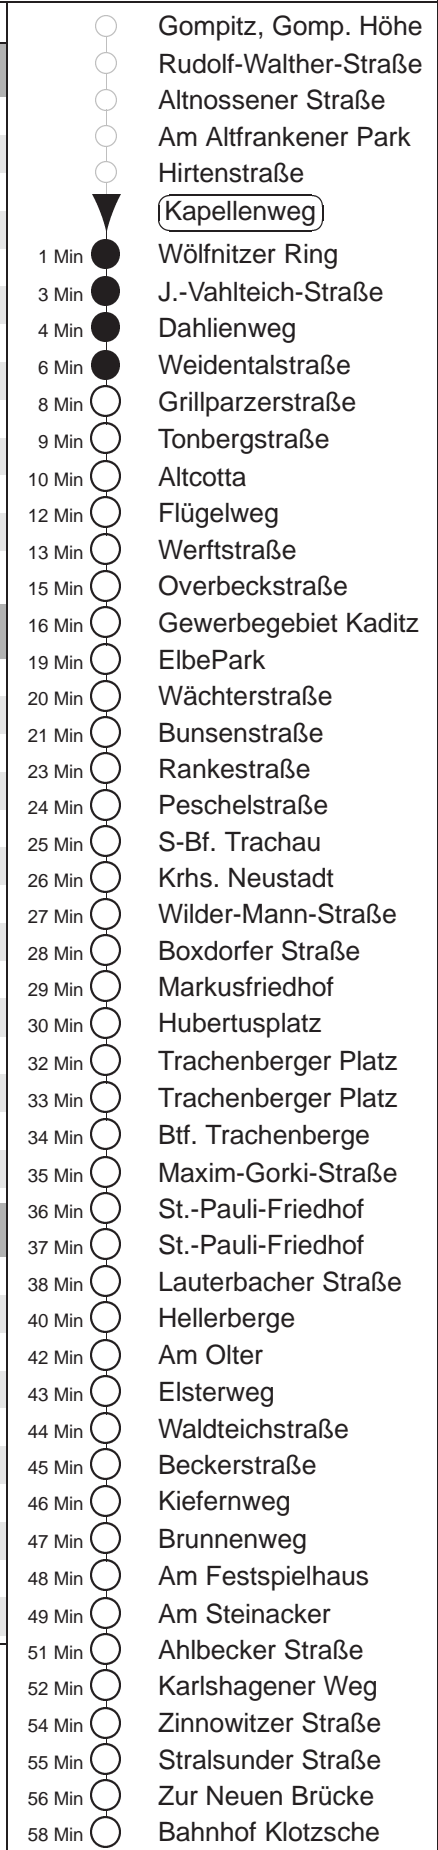 Gompitz, Gomp. Höhe
Rudolf-Walther-Straße
Altnossener Straße
Am Altfrankener Park
Hirtenstraße
Kapellenweg
1 Min Wölfnitzer Ring
3 Min J.-Vahlteich-Straße
4 Min Dahlienweg
6 Min Weidentalstraße
8 Min Grillparzerstraße
9 Min Tonbergstraße
10 Min Altcotta
12 Min Flügelweg
13 Min Werftstraße
15 Min Overbeckstraße
16 Min Gewerbegebiet Kaditz
19 Min ElbePark
20 Min Wächterstraße
21 Min Bunsenstraße
23 Min Rankestraße
24 Min Peschelstraße
25 Min S-Bf. Trachau
26 Min Krhs. Neustadt
27 Min Wilder-Mann-Straße
28 Min Boxdorfer Straße
29 Min Markusfriedhof
30 Min Hubertusplatz
32 Min Trachenberger Platz
33 Min Trachenberger Platz
34 Min Btf. Trachenberge
35 Min Maxim-Gorki-Straße
36 Min St.-Pauli-Friedhof
37 Min St.-Pauli-Friedhof
38 Min Lauterbacher Straße
40 Min Hellerberge
42 Min Am Olter
43 Min Elsterweg
44 Min Waldteichstraße
45 Min Beckerstraße
46 Min Kiefernweg
47 Min Brunnenweg
48 Min Am Festspielhaus
49 Min Am Steinacker
51 Min Ahlbecker Straße
52 Min Karlshagener Weg
54 Min Zinnowitzer Straße
55 Min Stralsunder Straße
56 Min Zur Neuen Brücke
58 Min Bahnhof Klotzsche